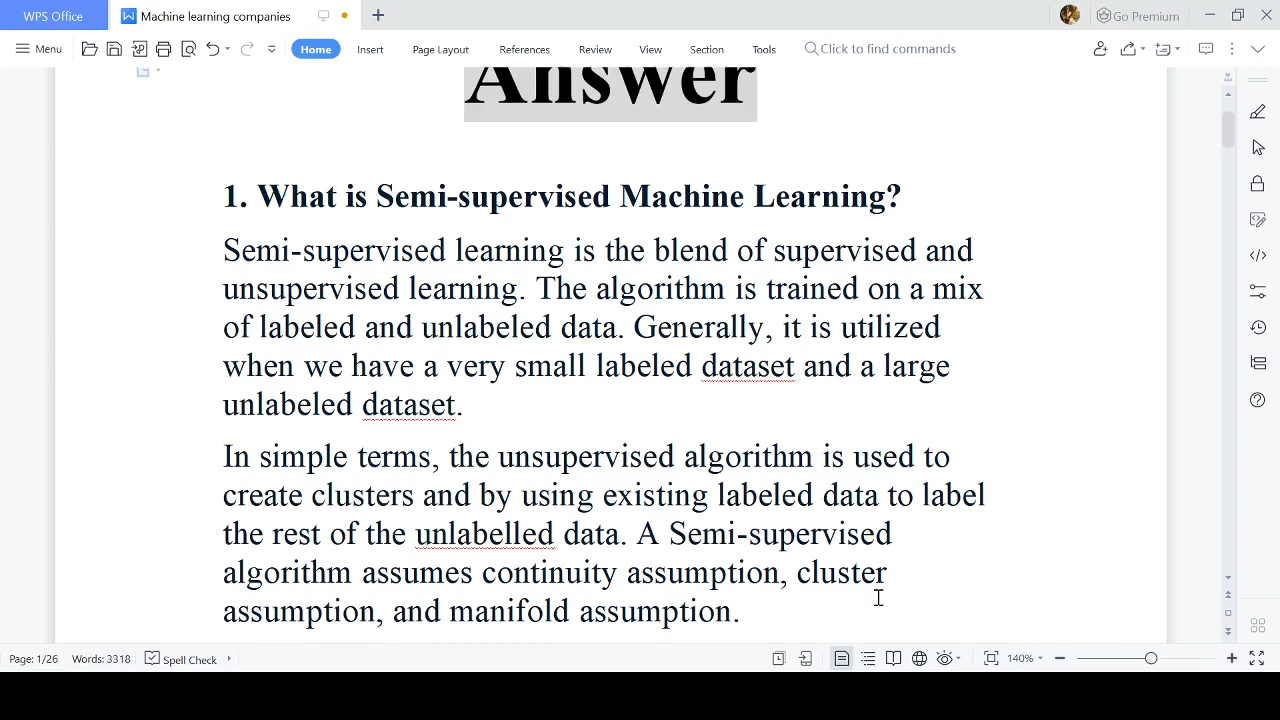 WPS Office
Machine learning companies
Go Premium
Menu
Home
Insert
Page Layout
References
Review
View
Section
Tools
Click to find commands
Answer
1. What is Semi-supervised Machine Learning?
Semi-supervised learning is the blend of supervised and
unsupervised learning. The algorithm is trained on a mix
of labeled and unlabeled data. Generally, it is utilized
when we have a very small labeled dataset and a large
unlabeled dataset.
In simple terms, the unsupervised algorithm is used to
create clusters and by using existing labeled data to label
the rest of the unlabelled data. A Semi-supervised
algorithm assumes continuity assumption, cluster
assumption, and manifold assumption.
Page: 1/26
Words: 3318
Spell Check
140%